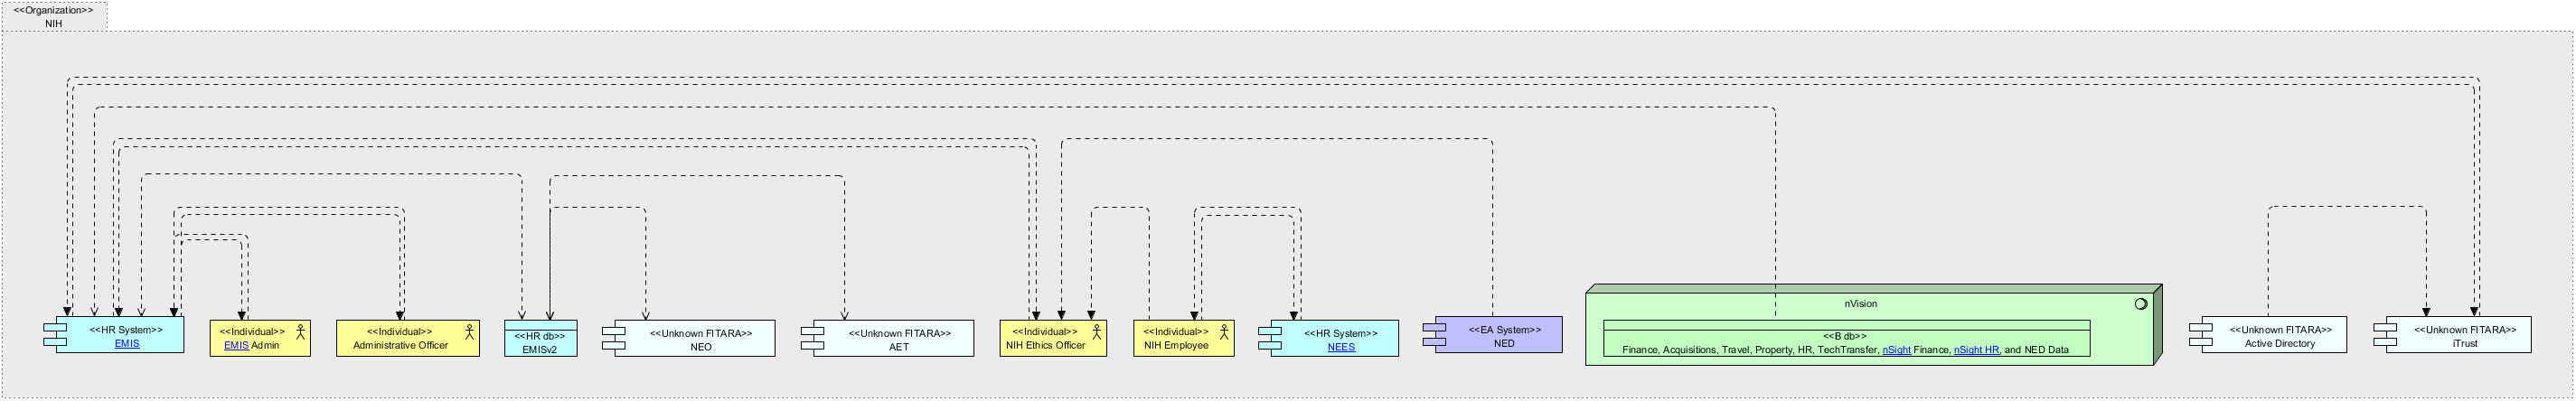 <<Organization>>
NIH
<<HR System>>
EMIS
<<Individual>>
EMIS Admin
<<Individual>>
Administrative Officer
<<HR db>>
EMISv2
<<Unknown FITARA>>
NEO
<<Unknown FITARA>>
AET
<<Individual>>
NIH Ethics Officer
<<Individual>>
NIH Employee
<<HR System>>
NEES
<<EA System>>
NED
nVision
<<B db>>
Finance, Acquisitions, Travel, Property, HR, TechTransfer, nSight Finance, nSight HR, and NED Data
<<Unknown FITARA>>
Active Directory
<<Unknown FITARA>>
iTrust